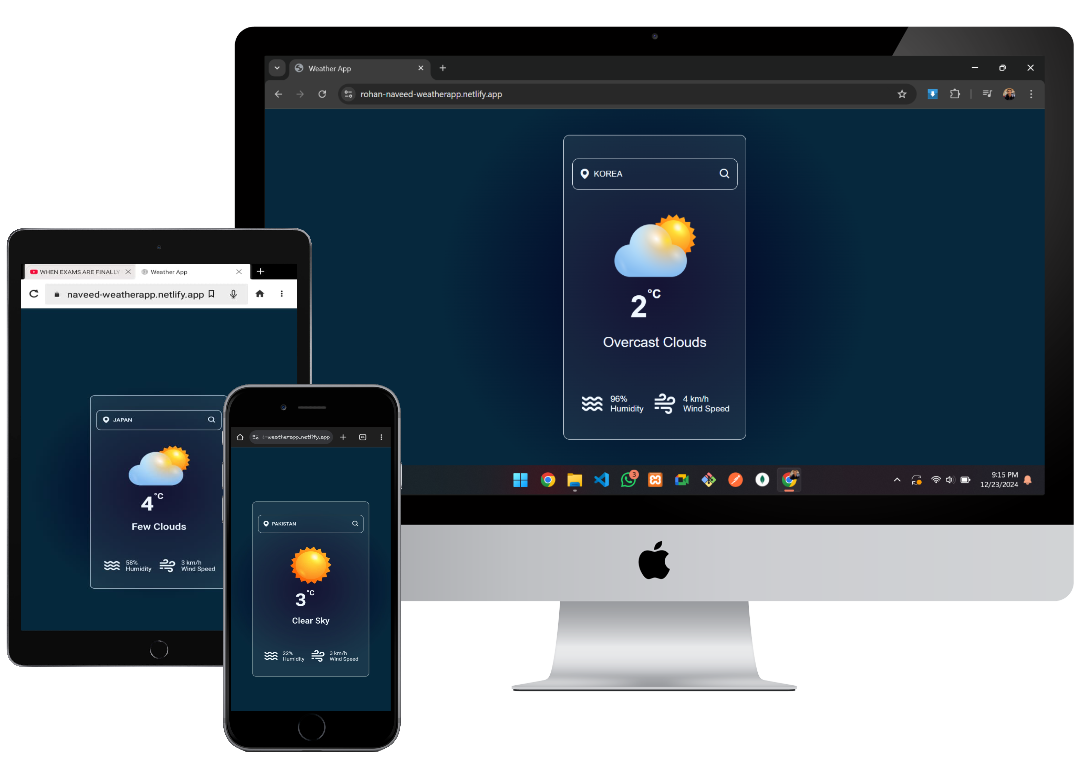 Weather App
rohan-naveed-weatherapp.netlify.app
KOREA
2°C
Overcast Clouds
96%
Humidity
4 km/h
Wind Speed
3
9:15 PM
12/23/2024
WHEN EXAMS ARE FINALLY
Weather App
naveed-weatherapp.netlify.app
JAPAN
4°C
Few Clouds
58%
Humidity
3 km/h
Wind Speed
-weatherapp.netlify.app
PAKISTAN
3°C
Clear Sky
Humidity
3 km/h
Wind Speed